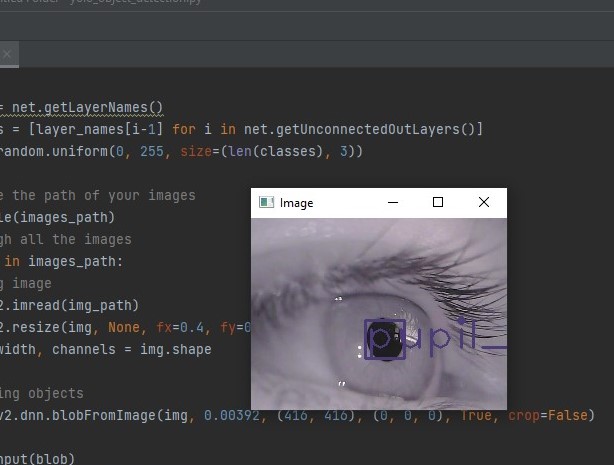 yolo_object_detection.py
= net.getLayerNames()
s = [layer_names[i-1] for i in net.getUnconnectedOutLayers()]
random.uniform(0, 255, size=(len(classes), 3))
e the path of your images
le(images_path)
gh all the images
in images_path:
g image
2.imread(img_path)
2.resize(img, None, fx=0.4, fy=0
width, channels = img.shape
ing objects
v2.dnn.blobFromImage(img, 0.00392, (416, 416), (0, 0, 0), True, crop=False)
nput(blob)
Image
pupil_